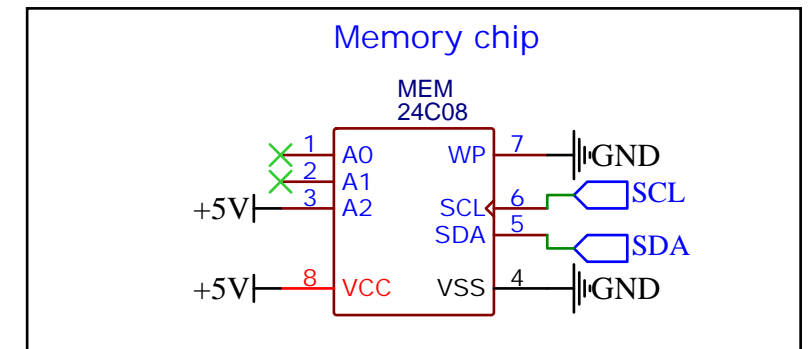 Memory chip
MEM
24C08
1 A0 WP 7 GND
2 A1
+5V 3 A2 SCL 6 SCL
SDA 5 SDA
+5V 8 VCC VSS 4 GND